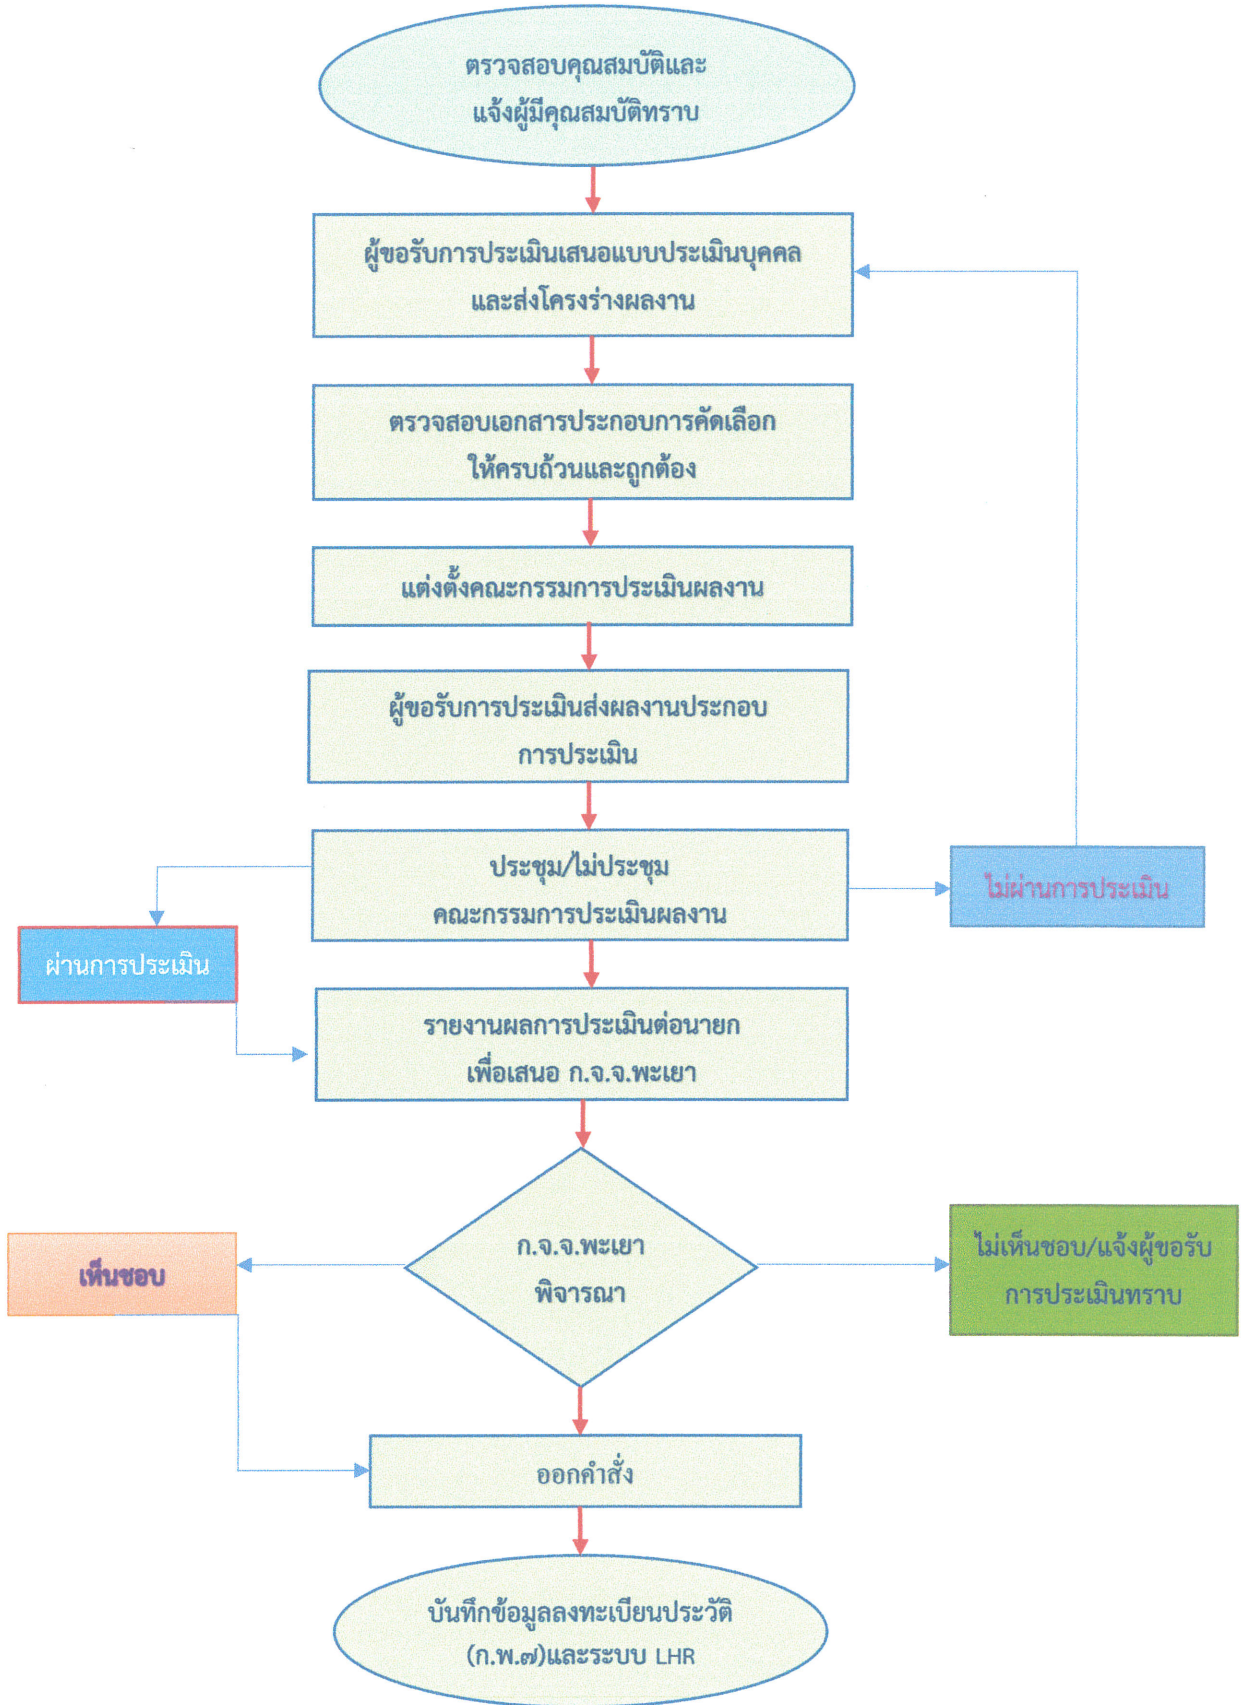 ตรวจสอบคุณสมบัติและ
แจ้งผู้มีคุณสมบัติทราบ
ผู้ขอรับการประเมินเสนอแบบประเมินบุคคล
และส่งโครงร่างผลงาน
ตรวจสอบเอกสารประกอบการคัดเลือก
ให้ครบถ้วนและถูกต้อง
แต่งตั้งคณะกรรมการประเมินผลงาน
ผู้ขอรับการประเมินส่งผลงานประกอบ
การประเมิน
ประชุม/ไม่ประชุม
คณะกรรมการประเมินผลงาน
ไม่ผ่านการประเมิน
ผ่านการประเมิน
รายงานผลการประเมินต่อนายก
เพื่อเสนอ ก.จ.จ.พะเยา
ก.จ.จ.พะเยา
พิจารณา
เห็นชอบ
ไม่เห็นชอบ/แจ้งผู้ขอรับ
การประเมินทราบ
ออกคำสั่ง
บันทึกข้อมูลลงทะเบียนประวัติ
(ก.พ.๗)และระบบ LHR